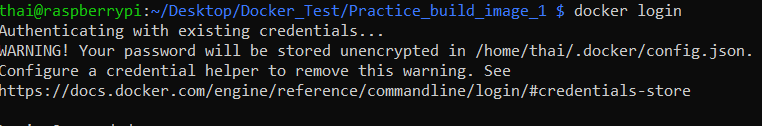 thai@raspberrypi:~/Desktop/Docker_Test/Practice_build_image_1 $ docker login
Authenticating with existing credentials...
WARNING! Your password will be stored unencrypted in /home/thai/.docker/config.json.
Configure a credential helper to remove this warning. See
https://docs.docker.com/engine/reference/commandline/login/#credentials-store